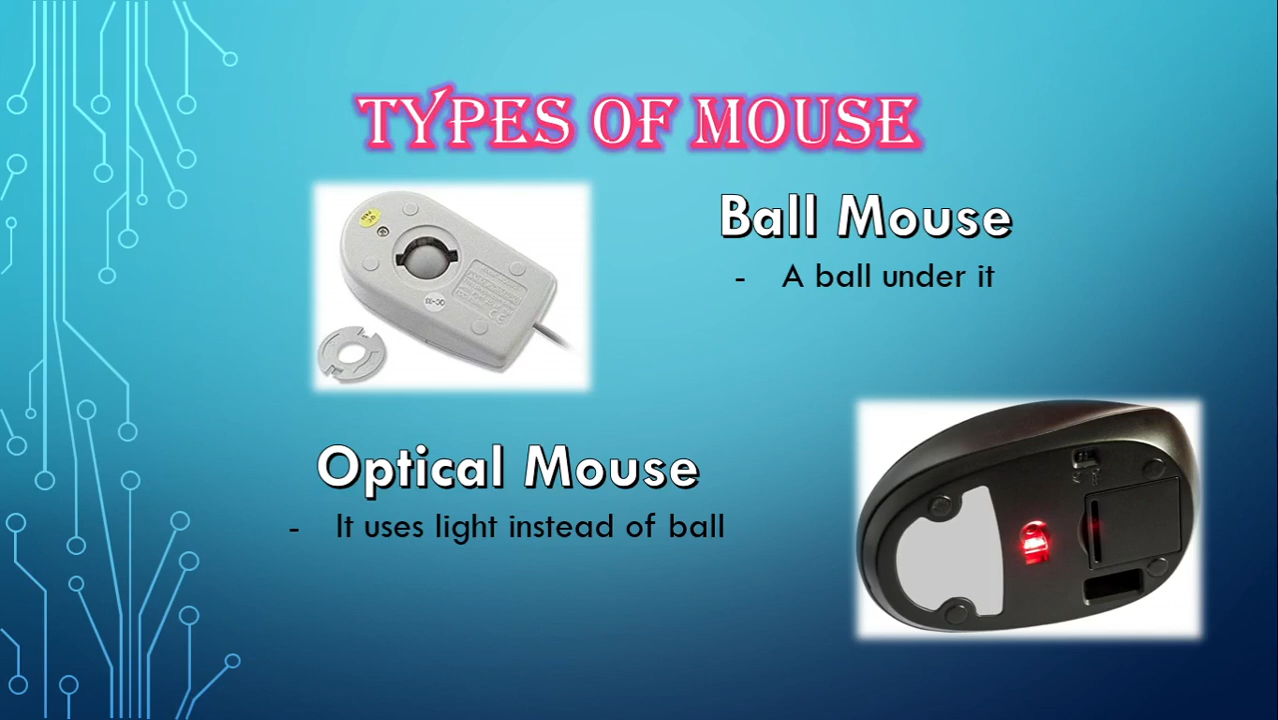 TYPES OF MOUSE
Ball Mouse
- A ball under it
Optical Mouse
- It uses light instead of ball